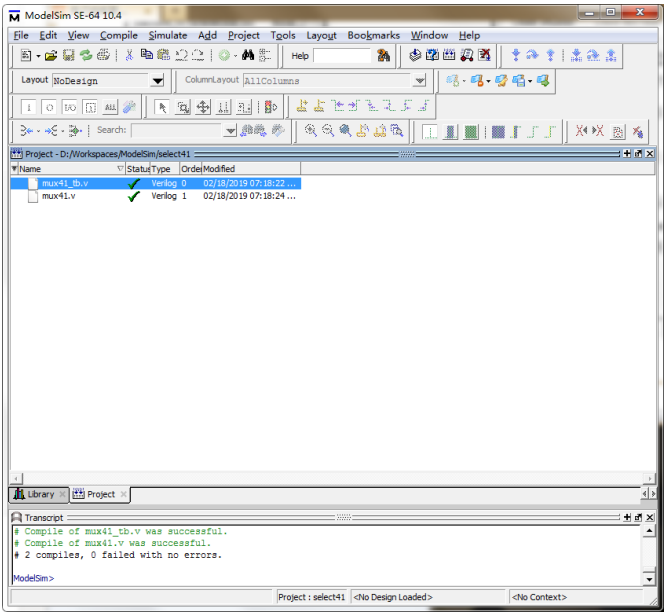 ModelSim SE-64 10.4
File Edit View Compile Simulate Add Project Tools Layout Bookmarks Window Help
Help
Layout NoDesign ColumnLayout AllColumns
ALL
Search:
Project - D:/Workspaces/ModelSim/select41
Name Status Type Order Modified
mux41_tb.v Verilog 0 02/18/2019 07:18:22 ...
mux41.v Verilog 1 02/18/2019 07:18:24 ...
Library Project
Transcript
# Compile of mux41_tb.v was successful.
# Compile of mux41.v was successful.
# 2 compiles, 0 failed with no errors.
ModelSim>
Project : select41 <No Design Loaded> <No Context>